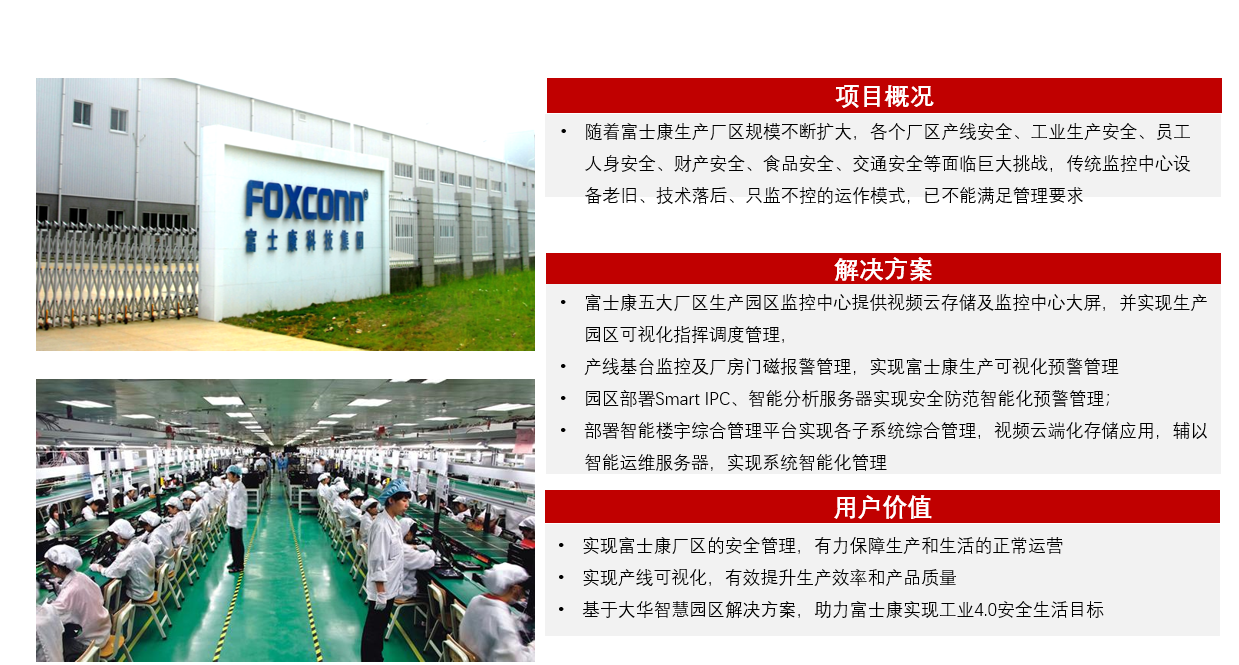 FOXCONN®
富士康科技集团
项目概况
• 随着富士康生产厂区规模不断扩大，各个厂区产线安全、工业生产安全、员工
人身安全、财产安全、食品安全、交通安全等面临巨大挑战，传统监控中心设
备老旧、技术落后、只监不控的运作模式，已不能满足管理要求
解决方案
• 富士康五大厂区生产园区监控中心提供视频云存储及监控中心大屏，并实现生产
园区可视化指挥调度管理，
• 产线基台监控及厂房门磁报警管理，实现富士康生产可视化预警管理
• 园区部署Smart IPC、智能分析服务器实现安全防范智能化预警管理；
• 部署智能楼宇综合管理平台实现各子系统综合管理，视频云端化存储应用，辅以
智能运维服务器，实现系统智能化管理
用户价值
• 实现富士康厂区的安全管理，有力保障生产和生活的正常运营
• 实现产线可视化，有效提升生产效率和产品质量
• 基于大华智慧园区解决方案，助力富士康实现工业4.0安全生活目标